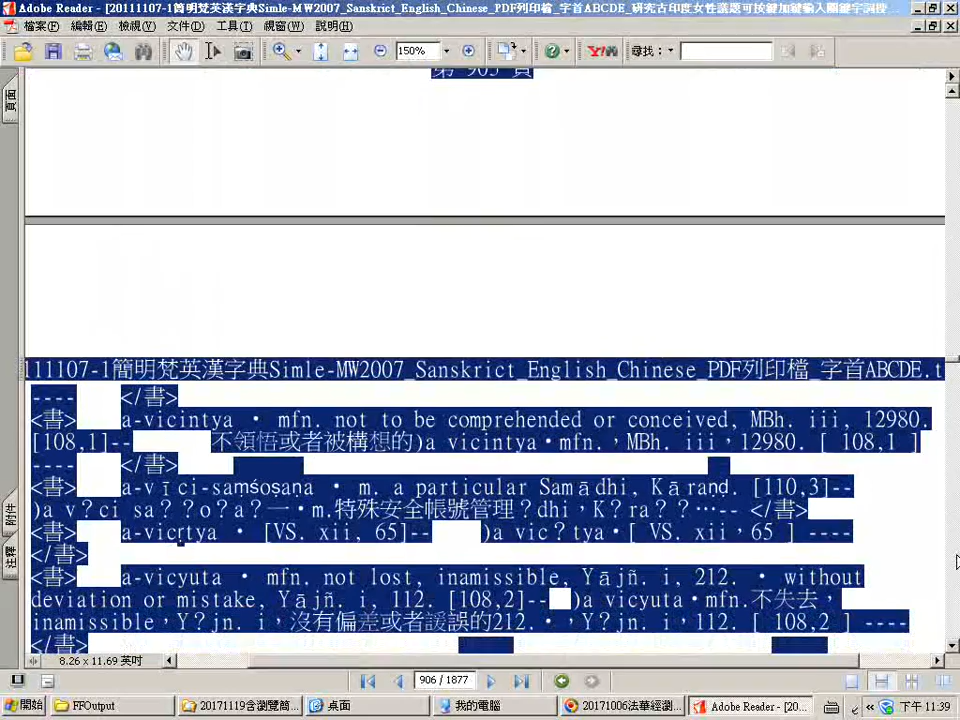 Adobe Reader - [20111107-1簡明梵英漢字典Simle-MW2007_Sanskrict_English_Chinese_PDF列印檔_字首ABCDE_研究古印度女性議題可按鍵加鍵輸入關鍵字詞搜...
檔案(F) 編輯(E) 檢視(V) 文件(D) 工具(T) 視窗(W) 說明(H)
150% Y! 尋找：
頁面
第 905 頁
111107-1簡明梵英漢字典Simle-MW2007_Sanskrict_English_Chinese_PDF列印檔_字首ABCDE.t
---- </書>
<書> a-vicintya • mfn. not to be comprehended or conceived, MBh. iii, 12980.
[108,1]-- 不領悟或者被構想的)a vicintya•mfn.，MBh. iii，12980. [ 108,1 ]
---- </書>
<書> a-vīci-saṃśoṣaṇa • m. a particular Samādhi, Kāraṇḍ. [110,3]--
)a v？ci sa？？o？a？一•m.特殊安全帳號管理？dhi，K？ra？？…-- </書>
<書> a-vicṛtya • [VS. xii, 65]-- )a vic？tya•[ VS. xii，65 ] ----
</書>
<書> a-vicyuta • mfn. not lost, inamissible, Yājñ. i, 212. • without
deviation or mistake, Yājñ. i, 112. [108,2]-- )a vicyuta•mfn.不失去，
inamissible，Y？jn. i，沒有偏差或者諼誤的212.•，Y？jn. i，112. [ 108,2 ] ----
</書>
附件
注釋
8.26 x 11.69 英吋
906 / 1877
開始 FFOutput 20171119含瀏覽簡... 桌面 我的電腦 20171006法華經瀏... Adobe Reader - [20... 下午 11:39